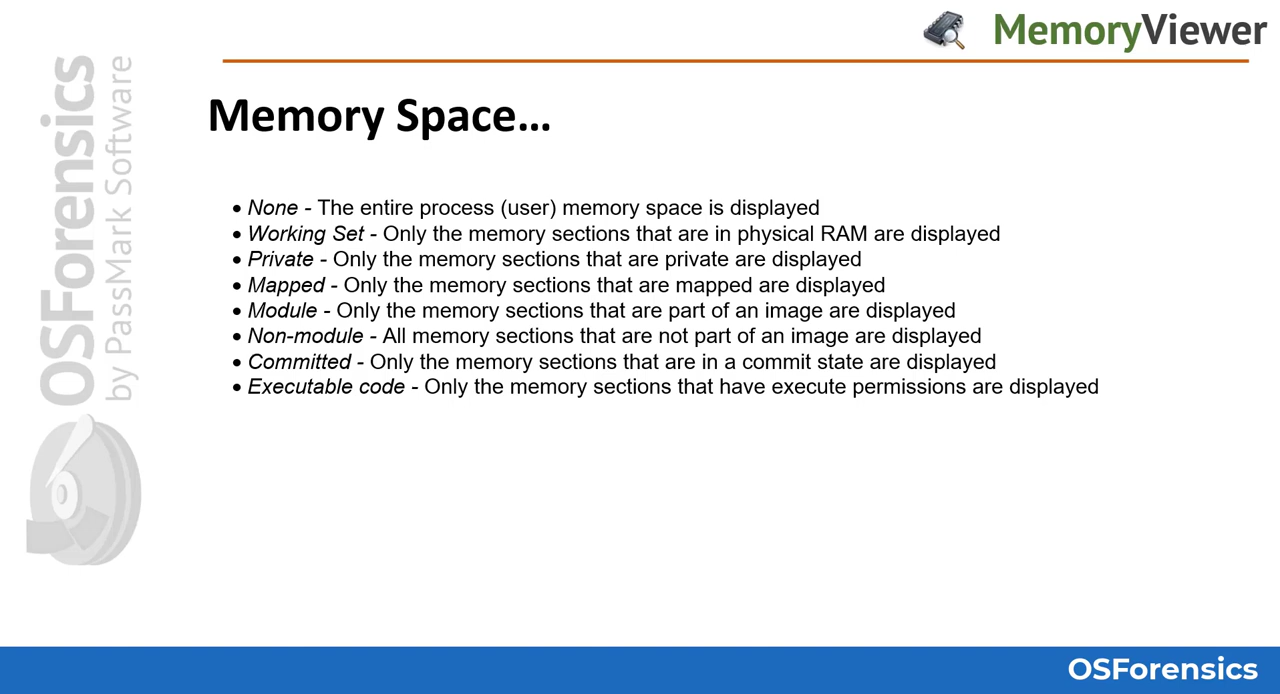 MemoryViewer
OSForensics
by PassMark Software
Memory Space…
• None - The entire process (user) memory space is displayed
• Working Set - Only the memory sections that are in physical RAM are displayed
• Private - Only the memory sections that are private are displayed
• Mapped - Only the memory sections that are mapped are displayed
• Module - Only the memory sections that are part of an image are displayed
• Non-module - All memory sections that are not part of an image are displayed
• Committed - Only the memory sections that are in a commit state are displayed
• Executable code - Only the memory sections that have execute permissions are displayed
OSForensics